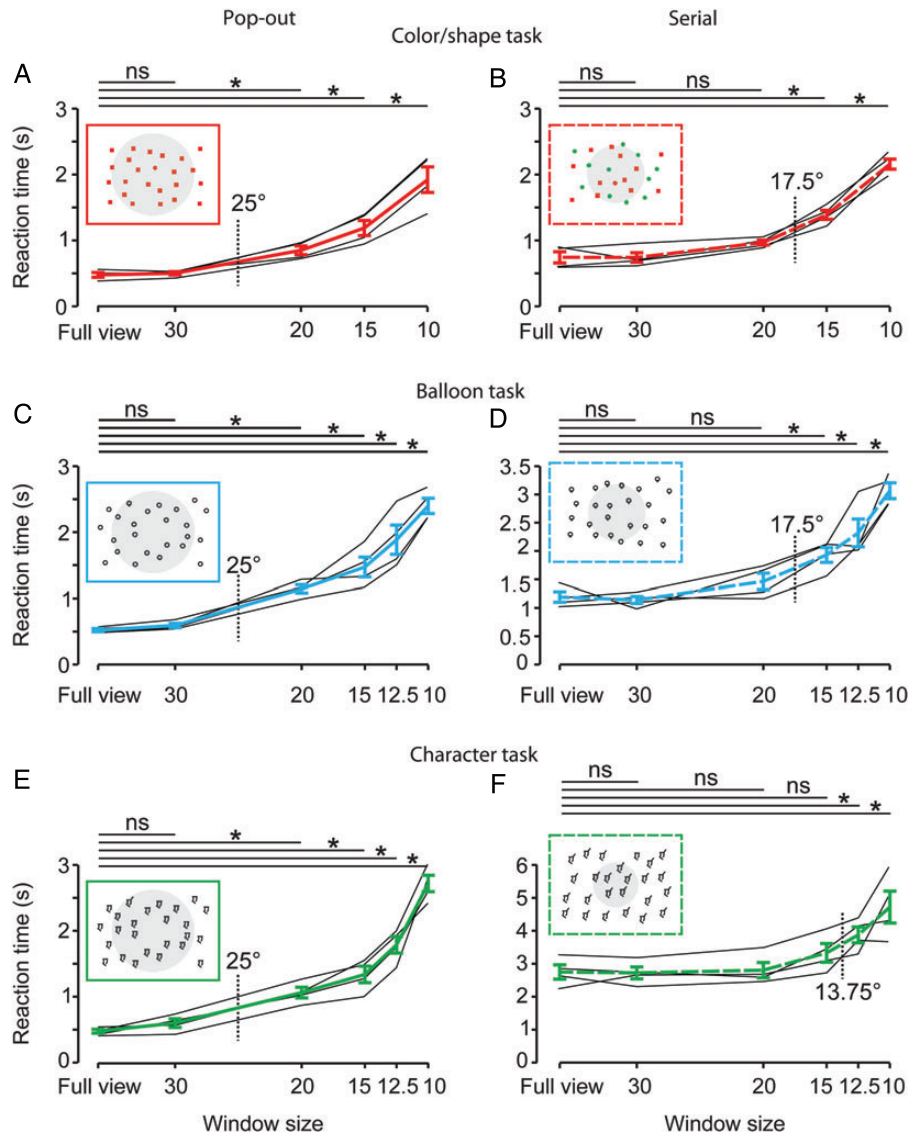 Pop-out Serial
Color/shape task
A B
ns * * *
ns ns * *
Reaction time (s)
3
2
1
0
25°
Full view 30 20 15 10
3
2
1
0
17.5°
Full view 30 20 15 10
Balloon task
C D
ns * * * *
ns ns * * *
Reaction time (s)
3
2
1
0
25°
Full view 30 20 15 12.5 10
3.5
3
2
1.5
1
0.5
0
17.5°
Full view 30 20 15 12.5 10
Character task
E F
ns * * * *
ns ns ns * *
Reaction time (s)
3
2
1
0
25°
Full view 30 20 15 12.5 10
6
5
4
3
2
1
0
13.75°
Full view 30 20 15 12.5 10
Window size Window size